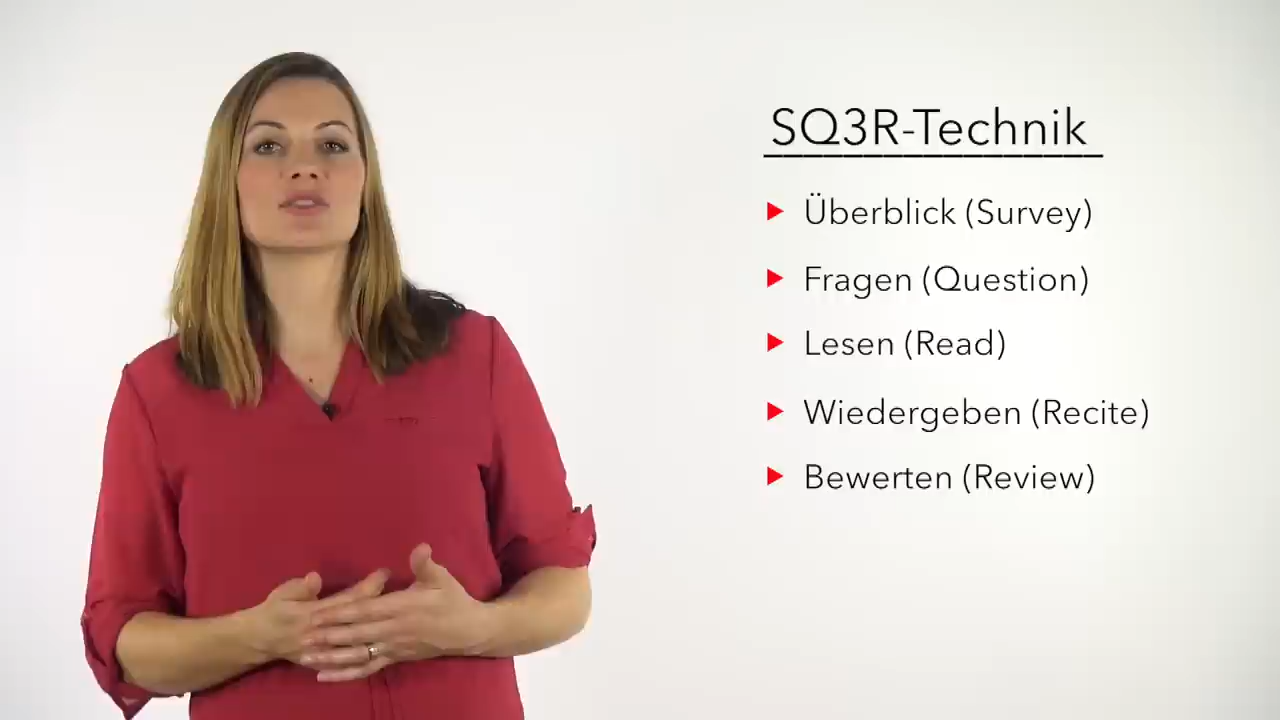 SQ3R-Technik
Überblick (Survey)
Fragen (Question)
Lesen (Read)
Wiedergeben (Recite)
Bewerten (Review)